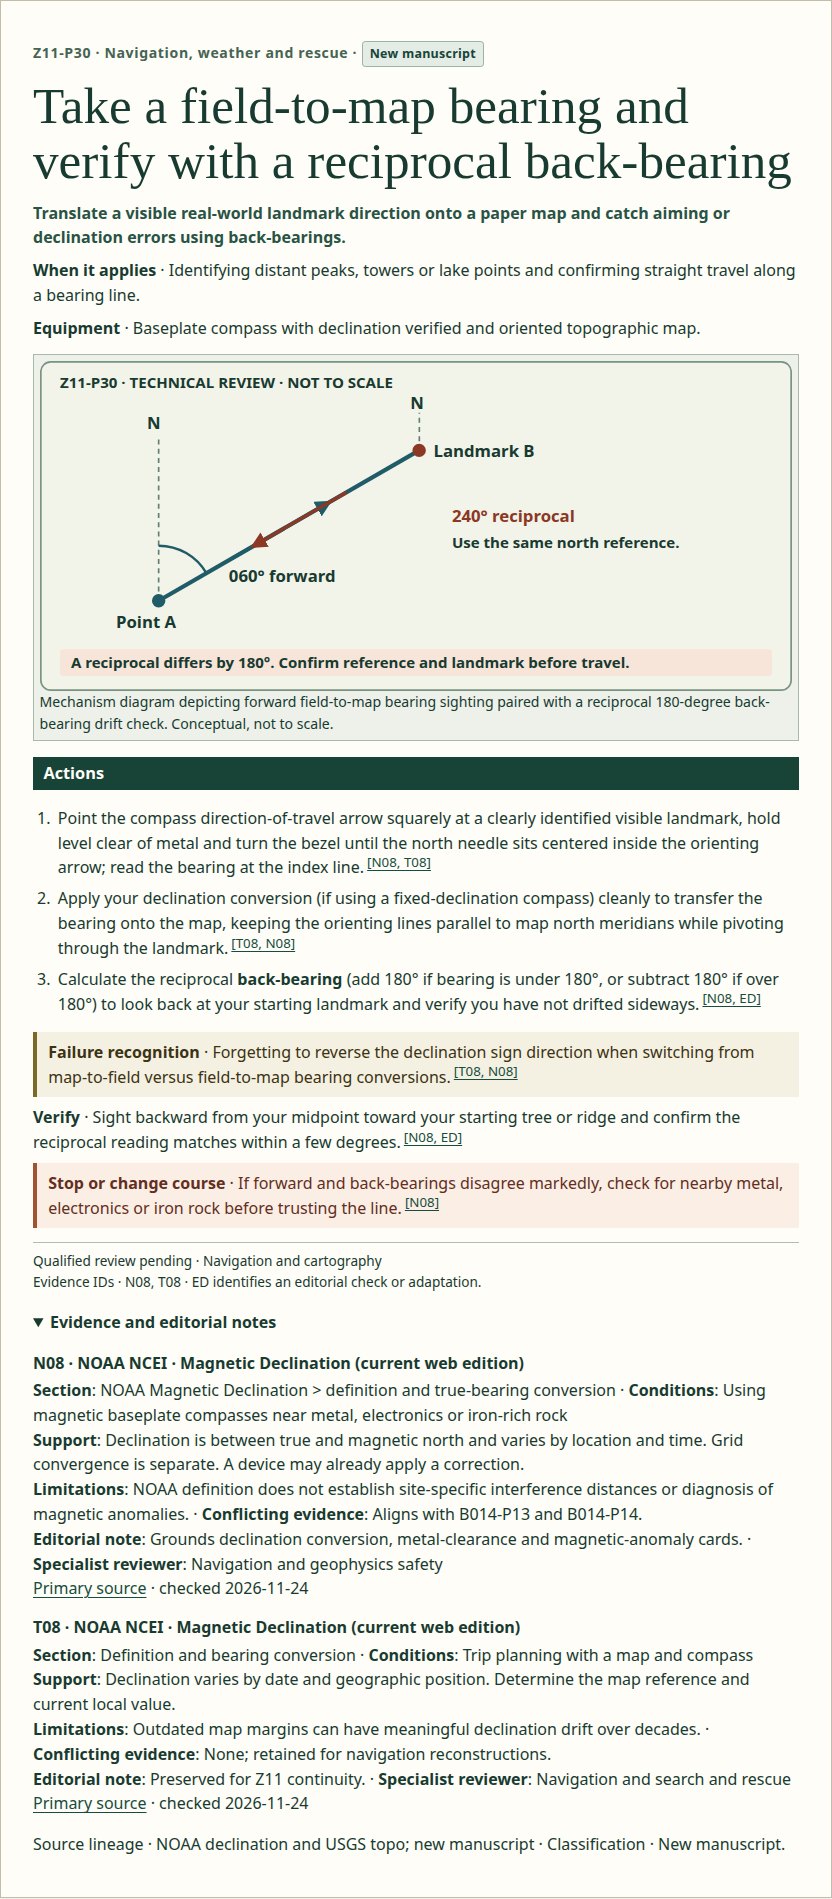 Z11-P30 · Navigation, weather and rescue · New manuscript
Take a field-to-map bearing and
verify with a reciprocal back-bearing
Translate a visible real-world landmark direction onto a paper map and catch aiming or
declination errors using back-bearings.
When it applies · Identifying distant peaks, towers or lake points and confirming straight travel along
a bearing line.
Equipment · Baseplate compass with declination verified and oriented topographic map.
Z11-P30 · TECHNICAL REVIEW · NOT TO SCALE
N
N
Landmark B
240° reciprocal
Use the same north reference.
060° forward
Point A
A reciprocal differs by 180°. Confirm reference and landmark before travel.
Mechanism diagram depicting forward field-to-map bearing sighting paired with a reciprocal 180-degree back-
bearing drift check. Conceptual, not to scale.
Actions
1. Point the compass direction-of-travel arrow squarely at a clearly identified visible landmark, hold
level clear of metal and turn the bezel until the north needle sits centered inside the orienting
arrow; read the bearing at the index line. [N08, T08]
2. Apply your declination conversion (if using a fixed-declination compass) cleanly to transfer the
bearing onto the map, keeping the orienting lines parallel to map north meridians while pivoting
through the landmark. [T08, N08]
3. Calculate the reciprocal back-bearing (add 180° if bearing is under 180°, or subtract 180° if over
180°) to look back at your starting landmark and verify you have not drifted sideways. [N08, ED]
Failure recognition · Forgetting to reverse the declination sign direction when switching from
map-to-field versus field-to-map bearing conversions. [T08, N08]
Verify · Sight backward from your midpoint toward your starting tree or ridge and confirm the
reciprocal reading matches within a few degrees. [N08, ED]
Stop or change course · If forward and back-bearings disagree markedly, check for nearby metal,
electronics or iron rock before trusting the line. [N08]
Qualified review pending · Navigation and cartography
Evidence IDs · N08, T08 · ED identifies an editorial check or adaptation.
▼ Evidence and editorial notes
N08 · NOAA NCEI · Magnetic Declination (current web edition)
Section: NOAA Magnetic Declination > definition and true-bearing conversion · Conditions: Using
magnetic baseplate compasses near metal, electronics or iron-rich rock
Support: Declination is between true and magnetic north and varies by location and time. Grid
convergence is separate. A device may already apply a correction.
Limitations: NOAA definition does not establish site-specific interference distances or diagnosis of
magnetic anomalies. · Conflicting evidence: Aligns with B014-P13 and B014-P14.
Editorial note: Grounds declination conversion, metal-clearance and magnetic-anomaly cards. ·
Specialist reviewer: Navigation and geophysics safety
Primary source · checked 2026-11-24
T08 · NOAA NCEI · Magnetic Declination (current web edition)
Section: Definition and bearing conversion · Conditions: Trip planning with a map and compass
Support: Declination varies by date and geographic position. Determine the map reference and
current local value.
Limitations: Outdated map margins can have meaningful declination drift over decades. ·
Conflicting evidence: None; retained for navigation reconstructions.
Editorial note: Preserved for Z11 continuity. · Specialist reviewer: Navigation and search and rescue
Primary source · checked 2026-11-24
Source lineage · NOAA declination and USGS topo; new manuscript · Classification · New manuscript.